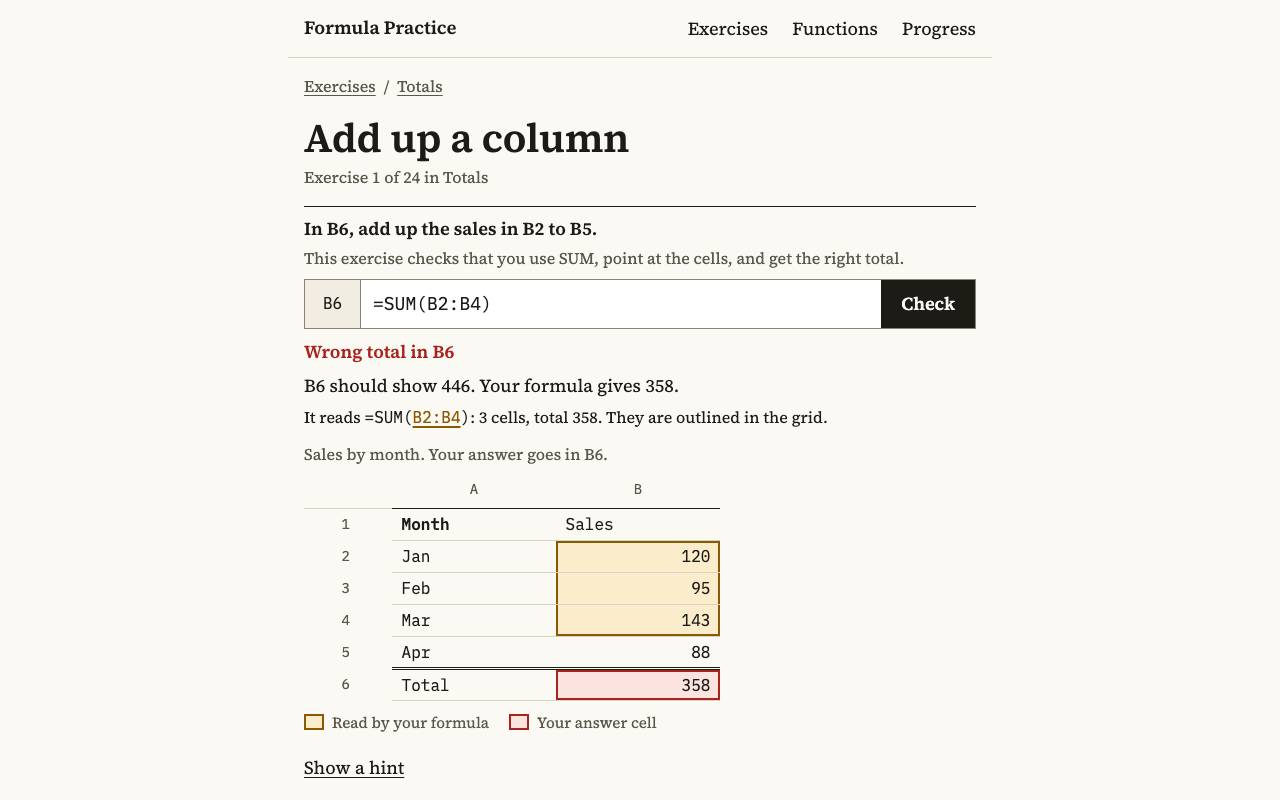 Formula Practice Exercises Functions Progress
Exercises / Totals
Add up a column
Exercise 1 of 24 in Totals
In B6, add up the sales in B2 to B5.
This exercise checks that you use SUM, point at the cells, and get the right total.
B6 =SUM(B2:B4) Check
Wrong total in B6
B6 should show 446. Your formula gives 358.
It reads =SUM(B2:B4): 3 cells, total 358. They are outlined in the grid.
Sales by month. Your answer goes in B6.
A B
1 Month Sales
2 Jan 120
3 Feb 95
4 Mar 143
5 Apr 88
6 Total 358
Read by your formula Your answer cell
Show a hint